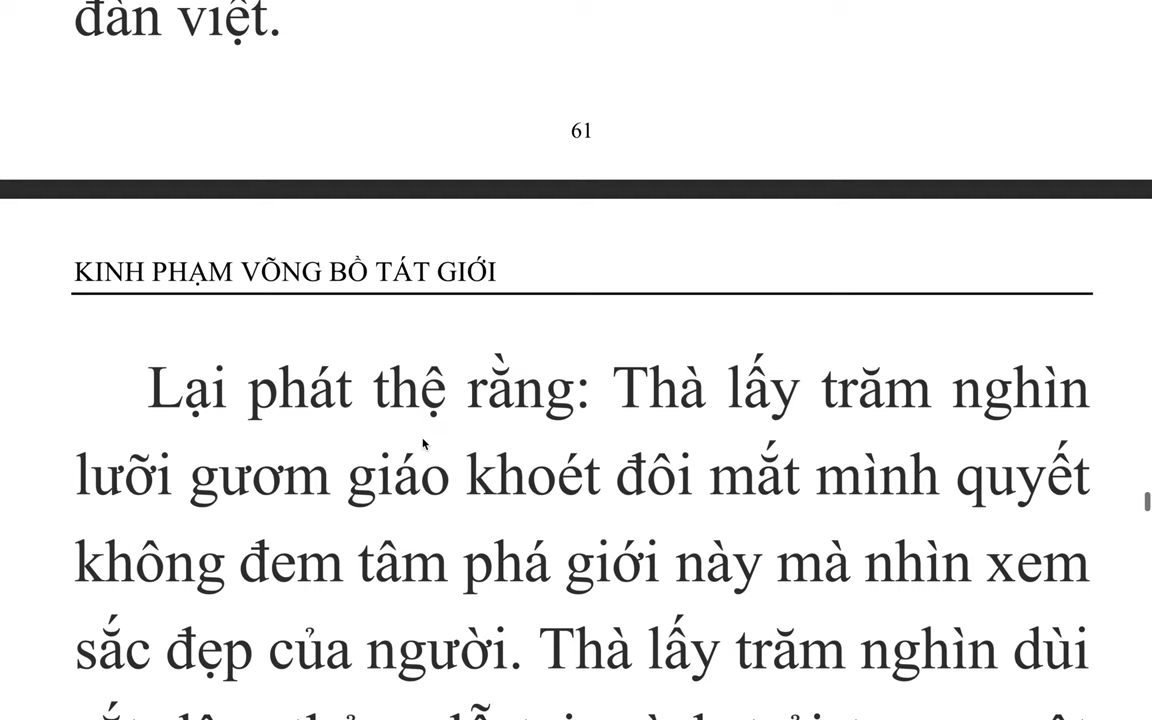 đàn việt.
61
KINH PHẠM VÕNG BỒ TÁT GIỚI
Lại phát thệ rằng: Thà lấy trăm nghìn
lưỡi gươm giáo khoét đôi mắt mình quyết
không đem tâm phá giới này mà nhìn xem
sắc đẹp của người. Thà lấy trăm nghìn dùi